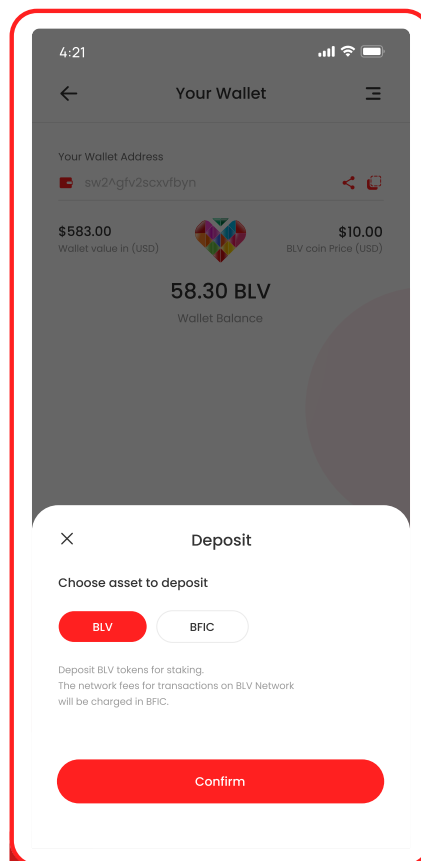 4:21
Your Wallet
Your Wallet Address
sw2^gfv2scxvfbyn
$583.00 $10.00
Wallet value in (USD) BLV coin Price (USD)
58.30 BLV
Wallet Balance
Deposit
Choose asset to deposit
BLV BFIC
Deposit BLV tokens for staking.
The network fees for transactions on BLV Network
will be charged in BFIC.
Confirm